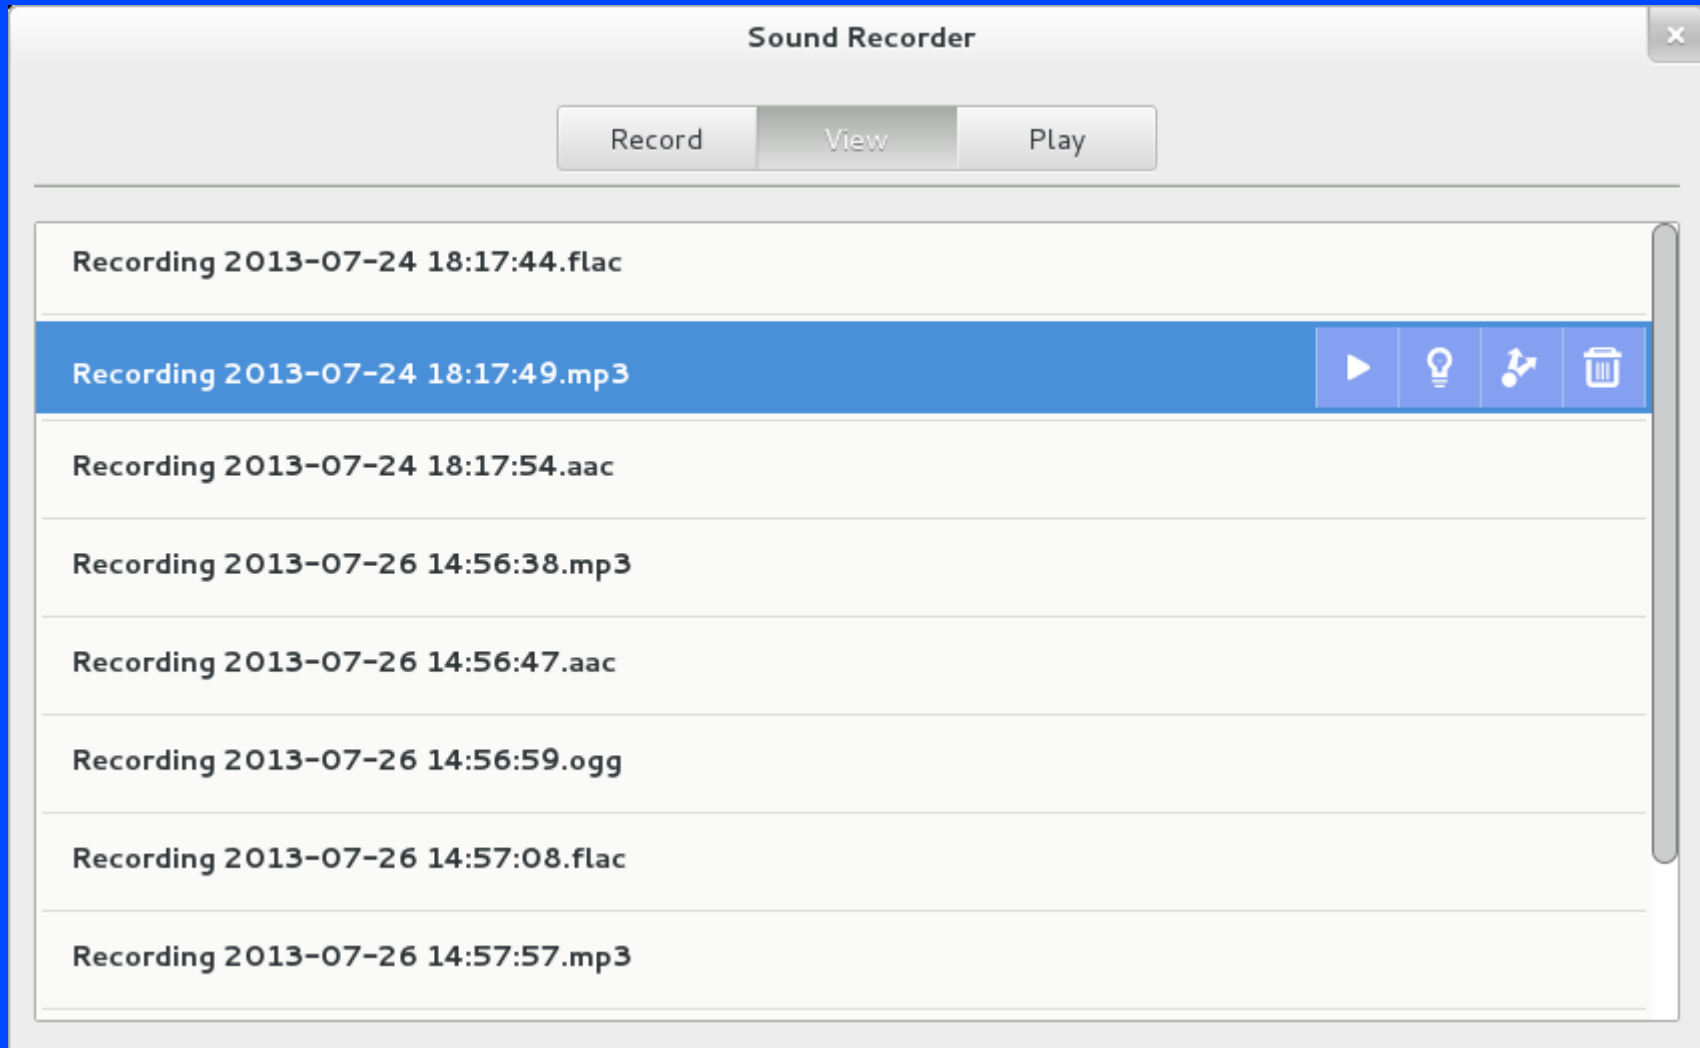 Sound Recorder
Record View Play
Recording 2013-07-24 18:17:44.flac
Recording 2013-07-24 18:17:49.mp3
Recording 2013-07-24 18:17:54.aac
Recording 2013-07-26 14:56:38.mp3
Recording 2013-07-26 14:56:47.aac
Recording 2013-07-26 14:56:59.ogg
Recording 2013-07-26 14:57:08.flac
Recording 2013-07-26 14:57:57.mp3